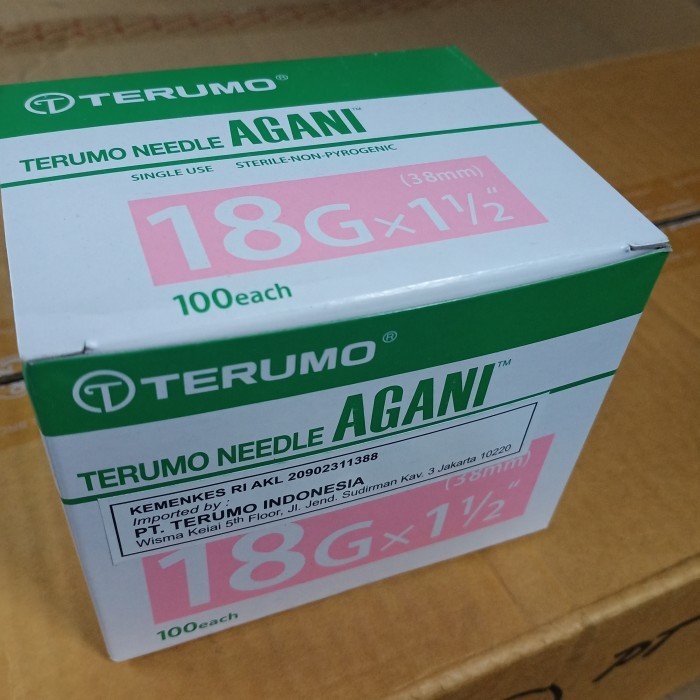 TERUMO®
TERUMO NEEDLE AGANI™
SINGLE USE STERILE·NON-PYROGENIC
(38mm)
18G×1½"
100each
TERUMO®
TERUMO NEEDLE AGANI™
KEMENKES RI AKL 20902311388
Imported by :
PT. TERUMO INDONESIA
Wisma Keiai 5th Floor, Jl. Jend. Sudirman Kav. 3 Jakarta 10220
(38mm)
18G×1½"
100each
PT